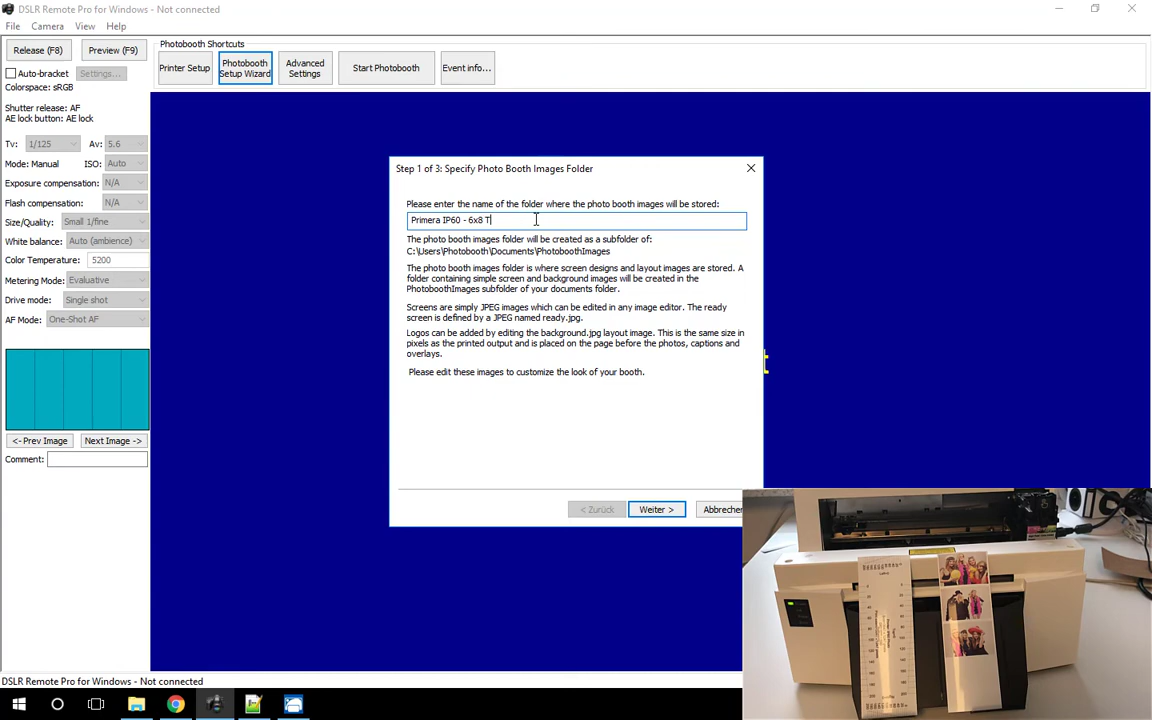 DSLR Remote Pro for Windows - Not connected
File Camera View Help
Release (F8) Preview (F9)
Auto-bracket Settings...
Colorspace: sRGB
Shutter release: AF
AE lock button: AE lock
Tv: 1/125 Av: 5.6
Mode: Manual ISO: Auto
Exposure compensation: N/A
Flash compensation: N/A
Size/Quality: Small 1/fine
White balance: Auto (ambience)
Color Temperature: 5200
Metering Mode: Evaluative
Drive mode: Single shot
AF Mode: One-Shot AF
<- Prev Image Next Image ->
Comment:
Photobooth Shortcuts
Printer Setup
Photobooth
Setup Wizard
Advanced
Settings
Start Photobooth
Event info...
Step 1 of 3: Specify Photo Booth Images Folder
Please enter the name of the folder where the photo booth images will be stored:
Primera IP60 - 6x8 T
The photo booth images folder will be created as a subfolder of:
C:\Users\Photobooth\Documents\PhotoboothImages
The photo booth images folder is where screen designs and layout images are stored. A
folder containing simple screen and background images will be created in the
PhotoboothImages subfolder of your documents folder.
Screens are simply JPEG images which can be edited in any image editor. The ready
screen is defined by a JPEG named ready.jpg.
Logos can be added by editing the background.jpg layout image. This is the same size in
pixels as the printed output and is placed on the page before the photos, captions and
overlays.
Please edit these images to customize the look of your booth.
< Zurück Weiter > Abbrechen
DSLR Remote Pro for Windows - Not connected